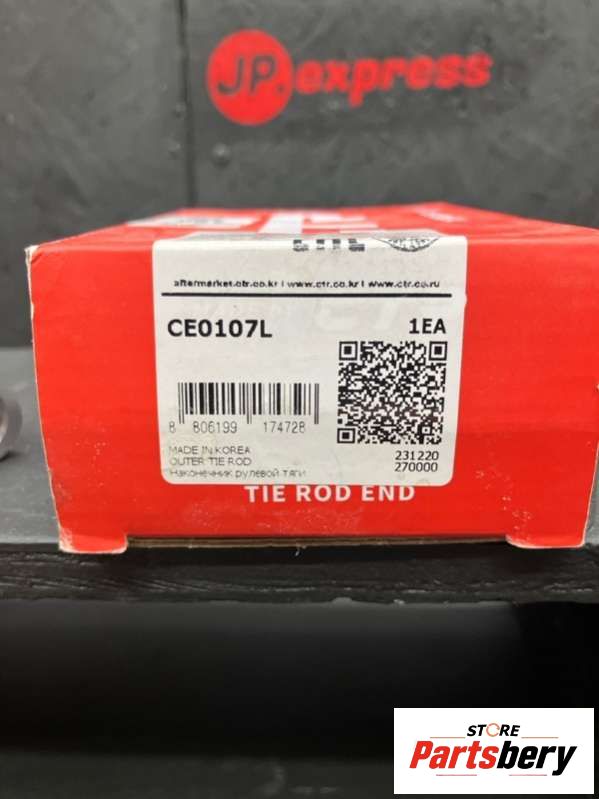 JP.express
aftermarket.ctr.co.kr I www.ctr.co.kr I www.ctr.co.ru
CE0107L 1EA
8 806199 174728
MADE IN KOREA
OUTER TIE ROD
Наконечник рулевой тяги
231220
270000
TIE ROD END
STORE
Partsbery